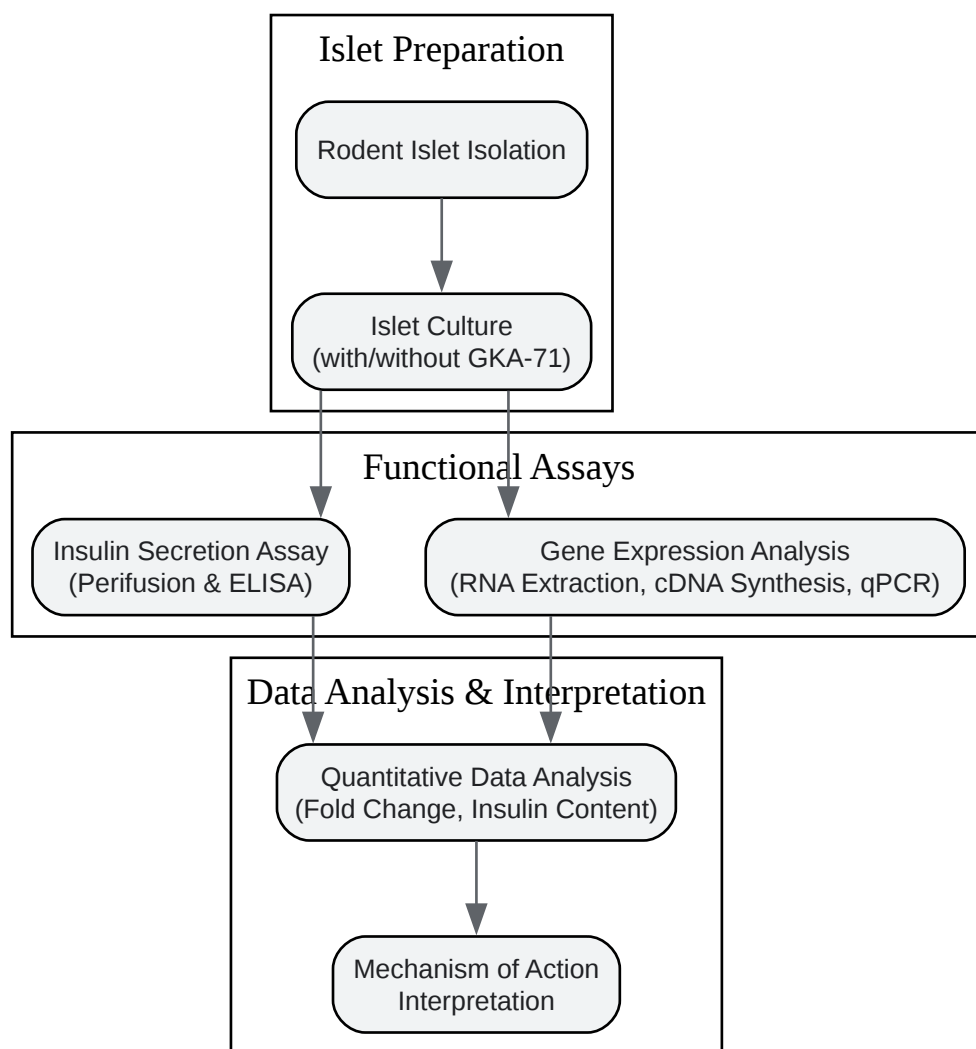 Islet Preparation
Rodent Islet Isolation
Islet Culture
(with/without GKA-71)
Functional Assays
Insulin Secretion Assay
(Perifusion & ELISA)
Gene Expression Analysis
(RNA Extraction, cDNA Synthesis, qPCR)
Data Analysis & Interpretation
Quantitative Data Analysis
(Fold Change, Insulin Content)
Mechanism of Action
Interpretation